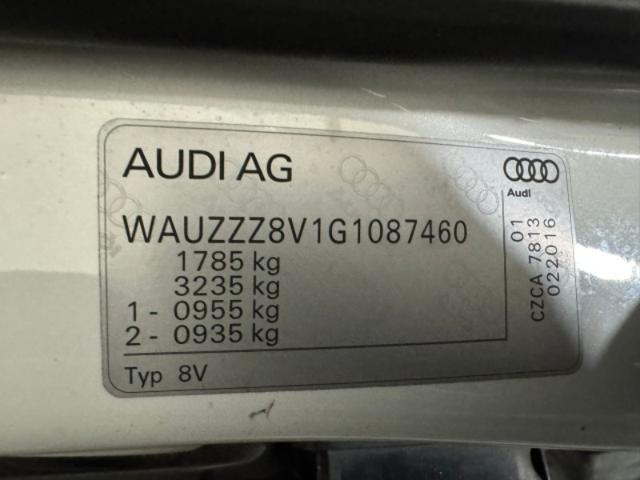 AUDI AG
Audi
WAUZZZ8V1G1087460
1785 kg
3235 kg
1 - 0955 kg
2 - 0935 kg
Typ 8V
01
CZCA 7813
022016